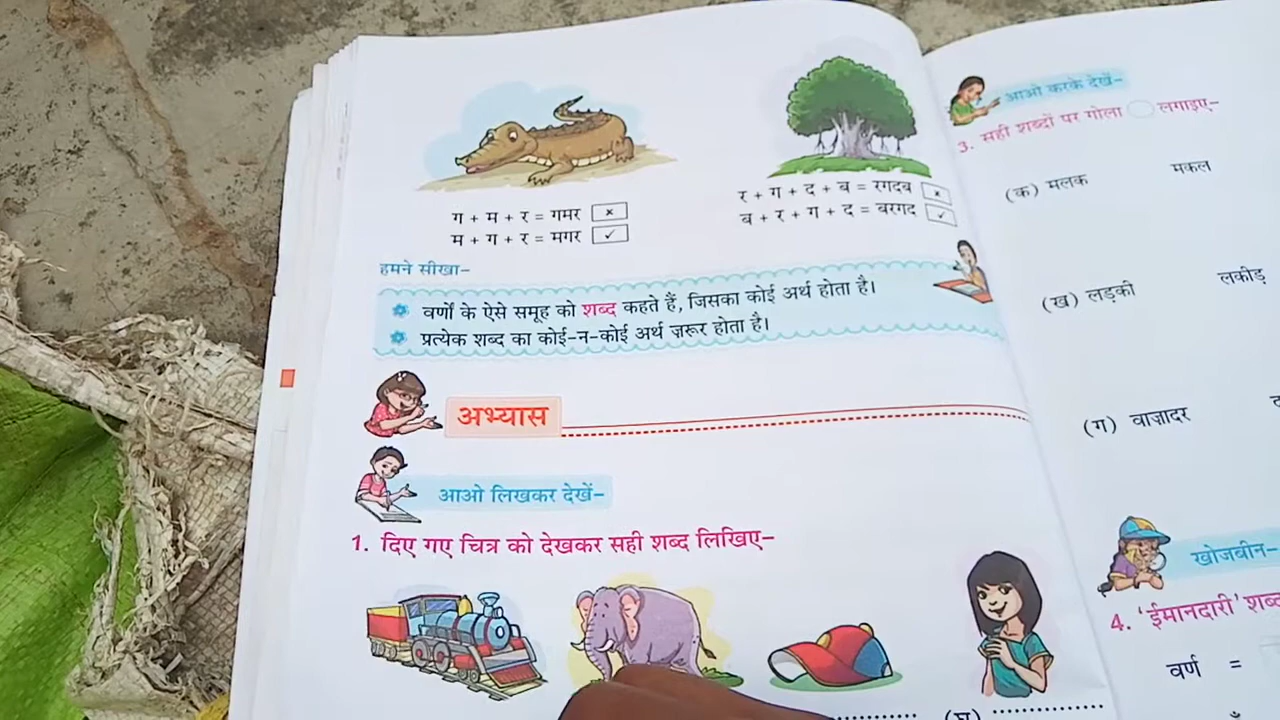 ग + म + र = गमर ×
म + ग + र = मगर ✓
र + ग + द + ब = रगदब ×
ब + र + ग + द = बरगद ✓
हमने सीखा–
वर्णों के ऐसे समूह को शब्द कहते हैं, जिसका कोई अर्थ होता है।
प्रत्येक शब्द का कोई-न-कोई अर्थ ज़रूर होता है।
अभ्यास
आओ लिखकर देखें–
1. दिए गए चित्र को देखकर सही शब्द लिखिए–
(घ)
आओ करके देखें–
3. सही शब्दों पर गोला लगाइए–
(क) मलक मकल
(ख) लड़की लकीड़
(ग) वाज़ादर
खोजबीन–
4. 'ईमानदारी' शब्द
वर्ण =